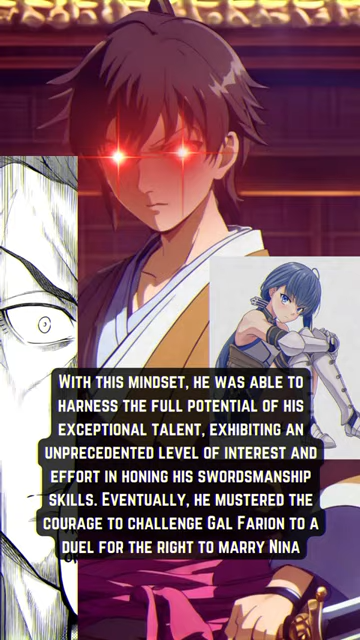 With this mindset, he was able to
harness the full potential of his
exceptional talent, exhibiting an
unprecedented level of interest and
effort in honing his swordsmanship
skills. Eventually, he mustered the
courage to challenge Gal Farion to a
duel for the right to marry Nina